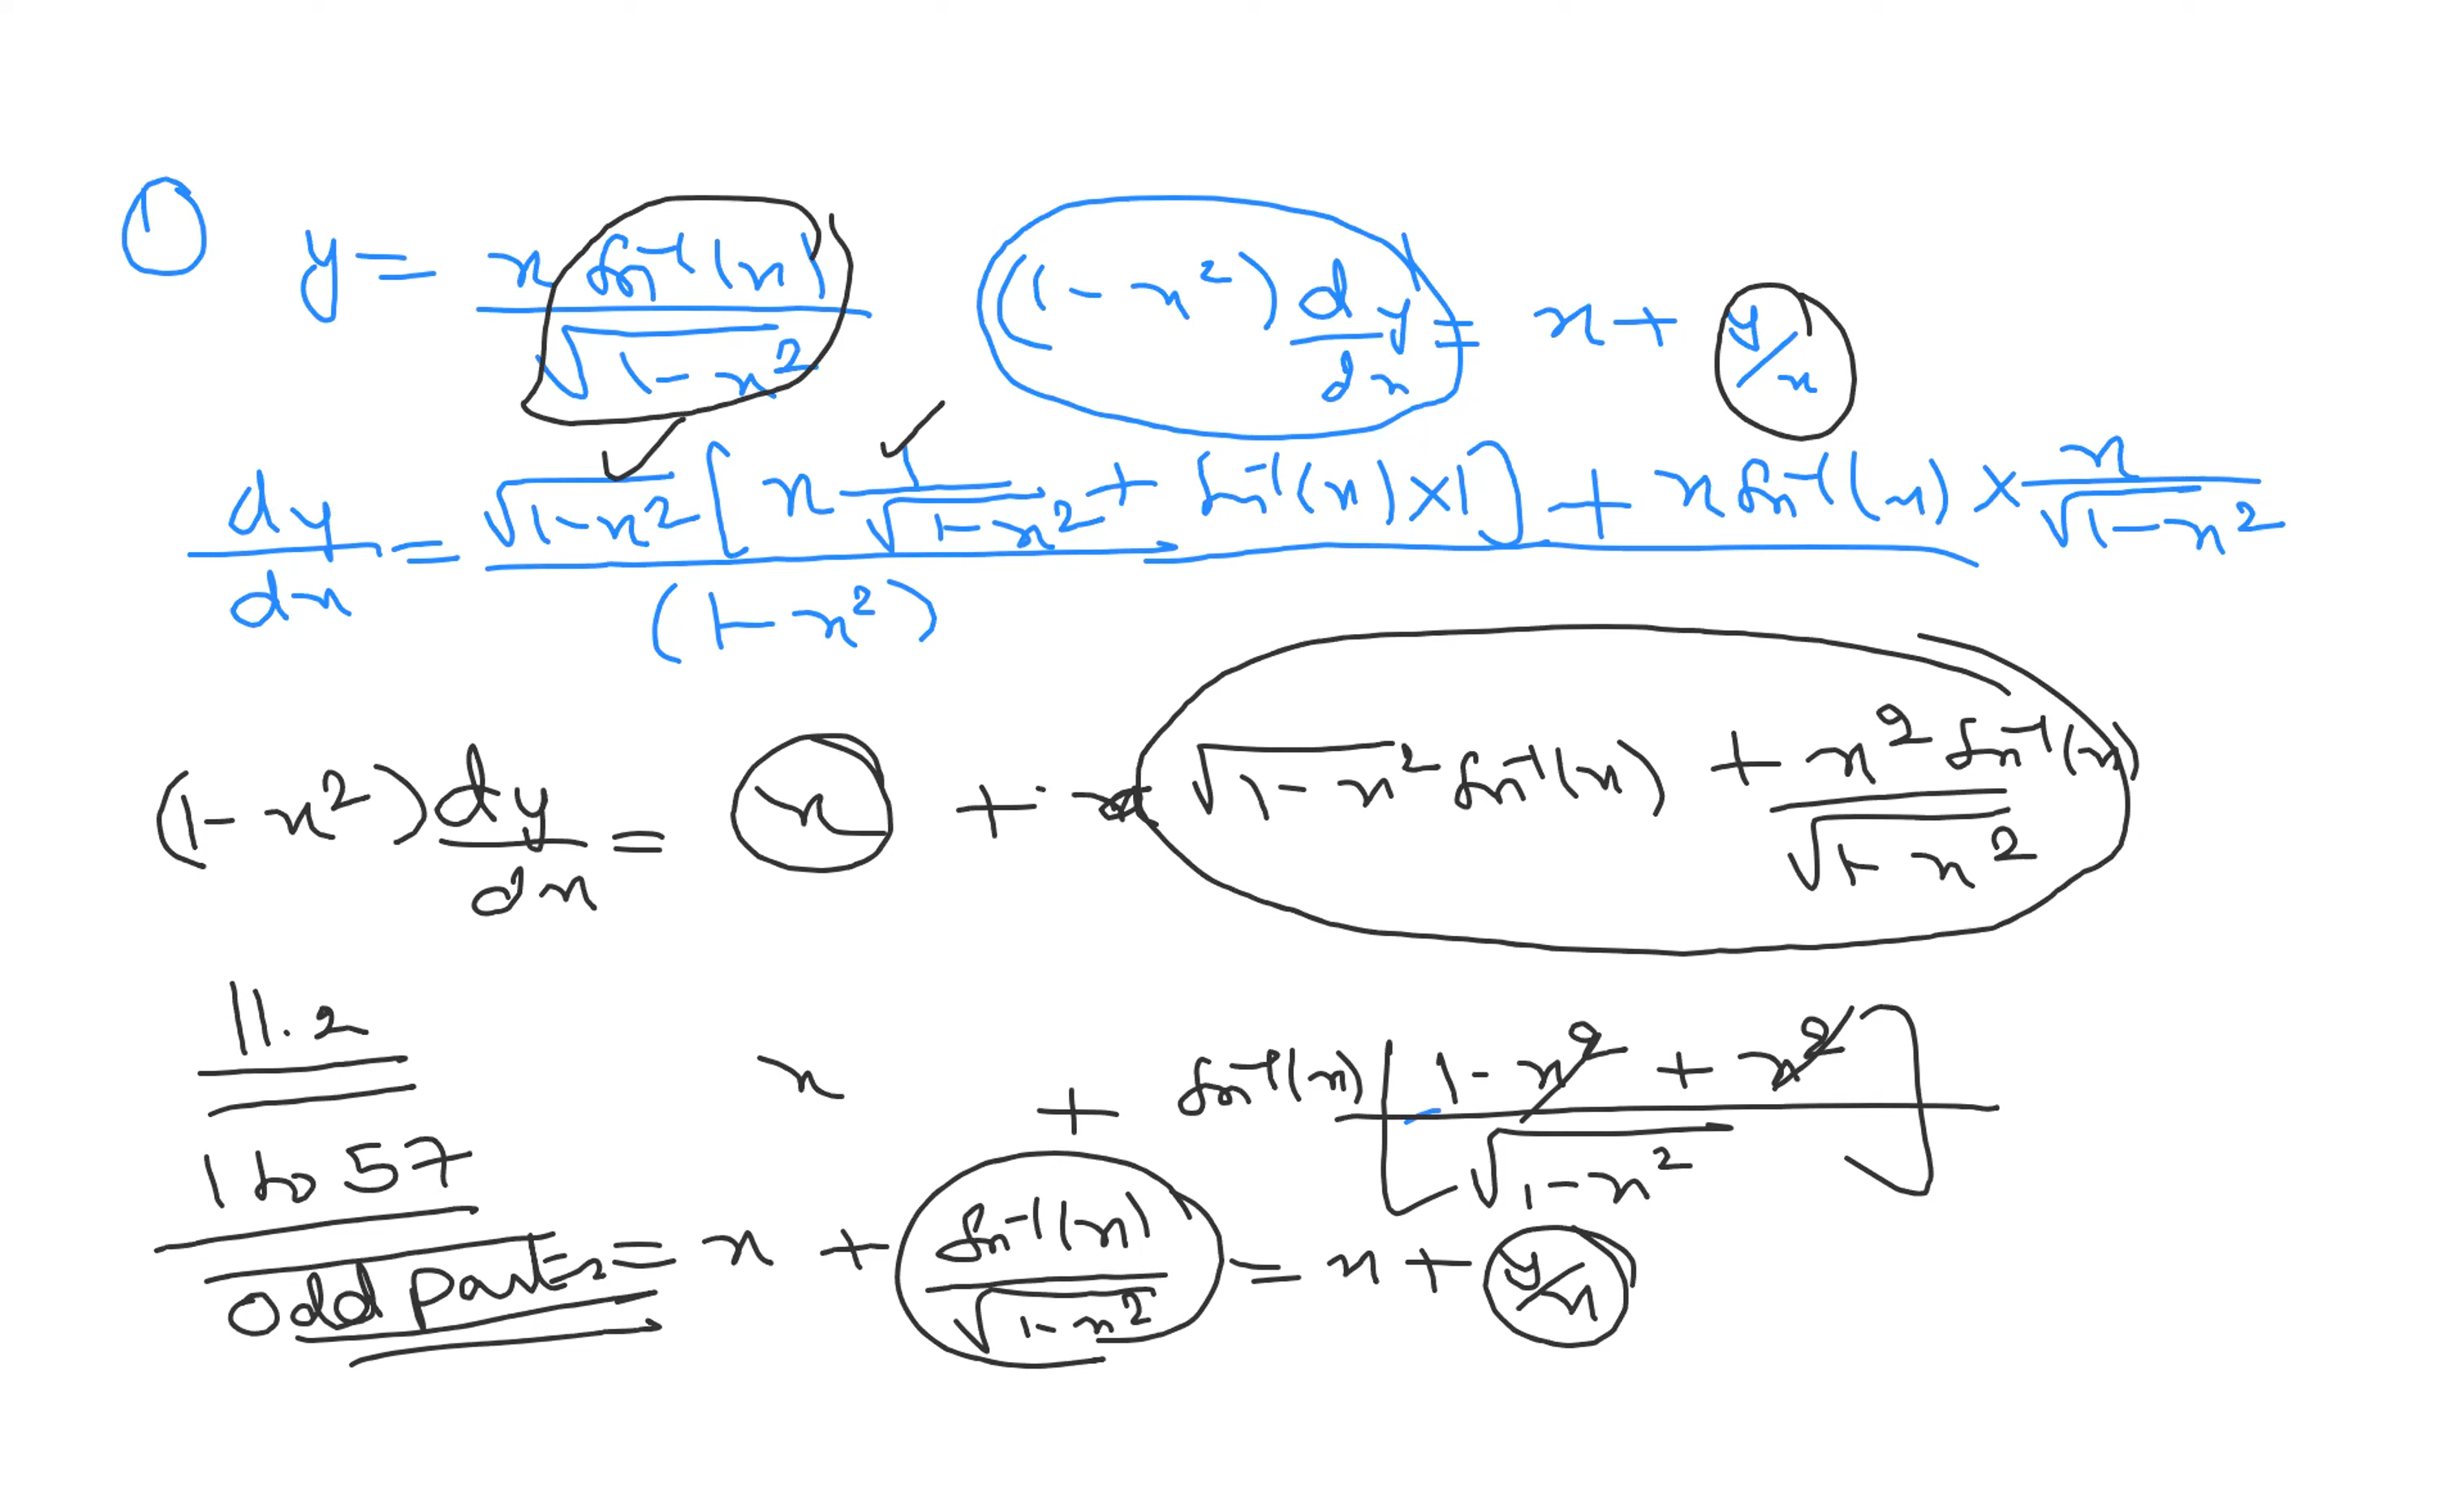 ① y = x sin⁻¹(x) / √(1-x²)   (1-x²) dy/dx = x + y/x
dy/dx = √(1-x²) [x 1/√(1-x²) + sin⁻¹(x)×1] + x sin⁻¹(x) × x/√(1-x²) / (1-x²)
(1-x²) dy/dx = x + √(1-x²) sin⁻¹(x) + x² sin⁻¹(x) / √(1-x²)
11.2
x + sin⁻¹(x) [1-x² + x² / √(1-x²)]
1 to 57
odd part = x + sin⁻¹(x) / √(1-x²) = x + y/x